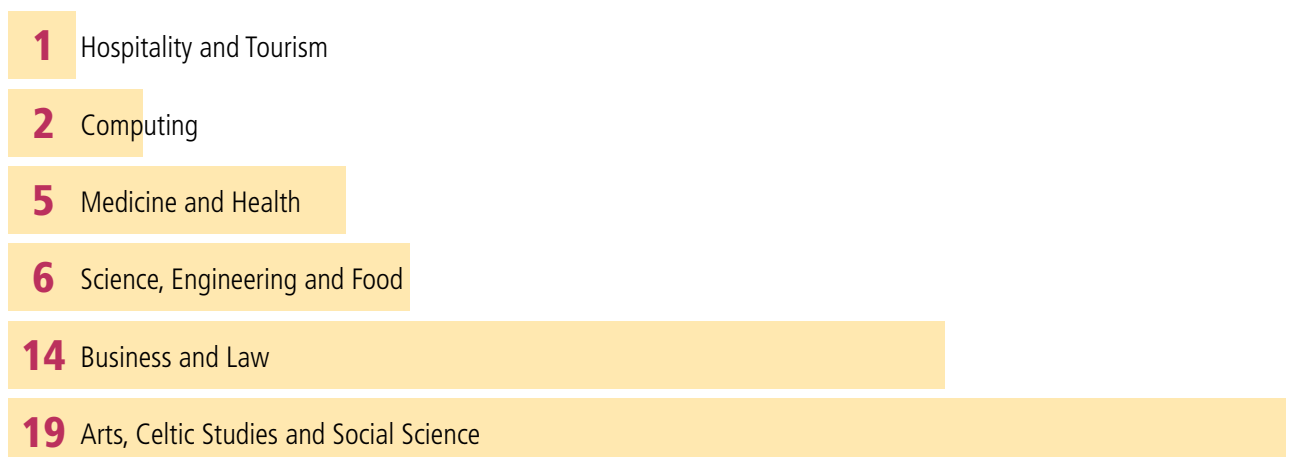 1 Hospitality and Tourism
2 Computing
5 Medicine and Health
6 Science, Engineering and Food
14 Business and Law
19 Arts, Celtic Studies and Social Science